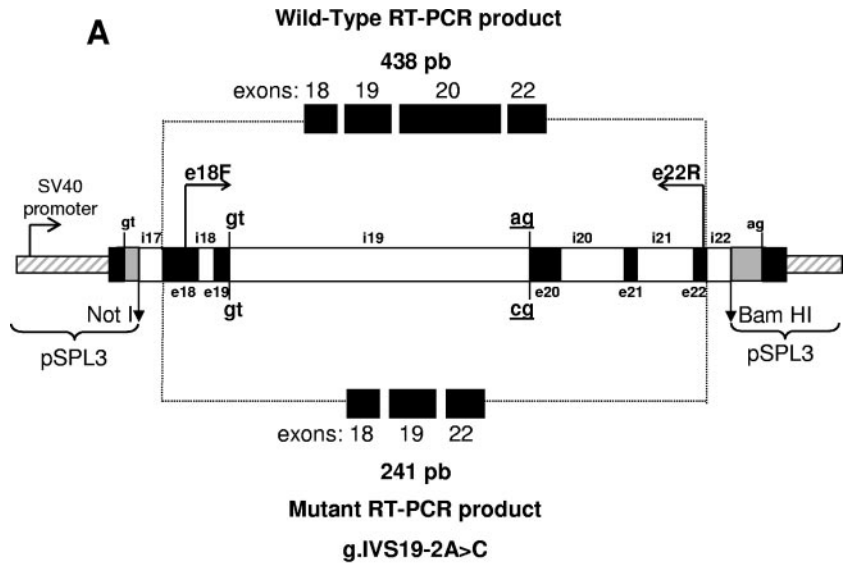 A
Wild-Type RT-PCR product
438 pb
exons: 18 19 20 22
e18F
e22R
SV40
promoter
gt i17 i18 gt i19 ag i20 i21 i22 ag
e18 e19 gt cg e20 e21 e22
Not I
Bam HI
pSPL3
pSPL3
exons: 18 19 22
241 pb
Mutant RT-PCR product
g.IVS19-2A>C